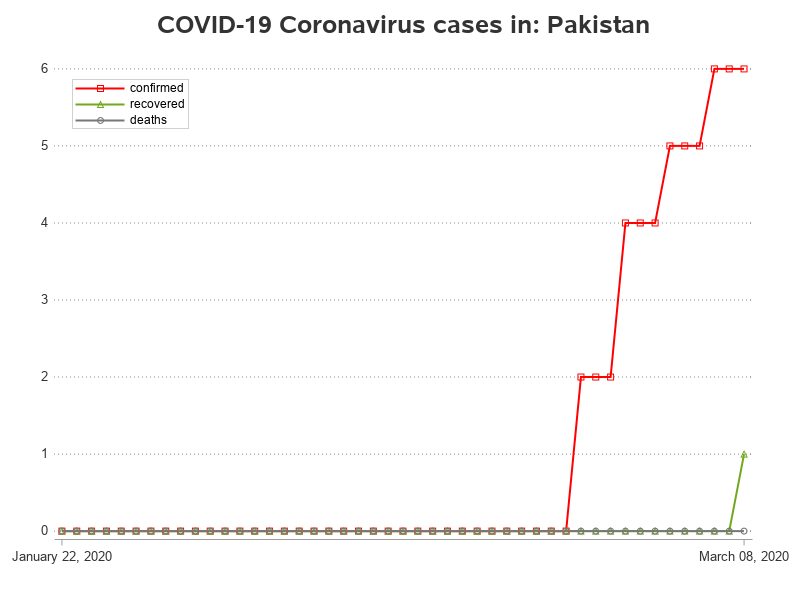 COVID-19 Coronavirus cases in: Pakistan
6
confirmed
recovered
deaths
5
4
3
2
1
0
January 22, 2020 March 08, 2020